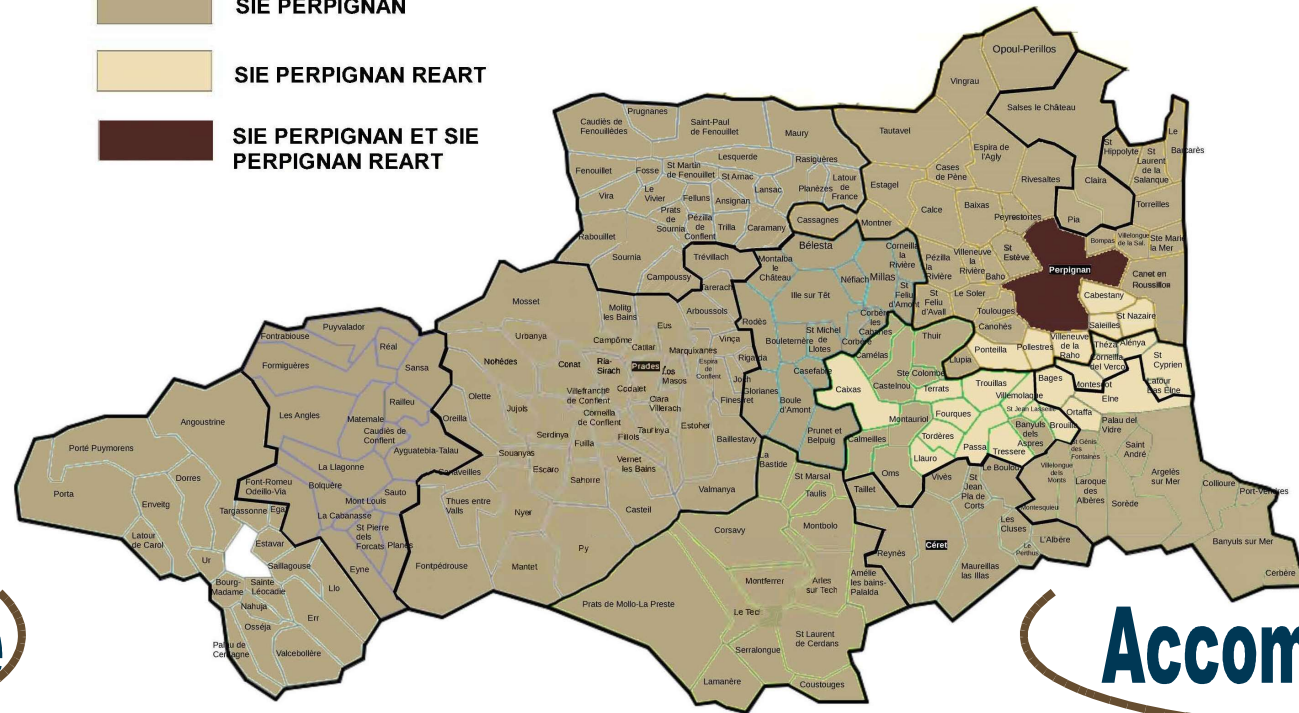 SIE PERPIGNAN
SIE PERPIGNAN REART
SIE PERPIGNAN ET SIE
PERPIGNAN REART
Opoul-Perillos
Vingrau
Salses le Château
Prugnanes
Caudiès de
Fenouillèdes
Saint-Paul
de Fenouillet
Maury
Tautavel
Le
Barcarès
St
Hippolyte
St
Laurent
de la
Salanque
Espira de
l'Agly
Lesquerde
Rasiguères
Fenouillet
Fosse
St Martin
de Fenouillet
St Arnac
Cases
de Pène
Rivesaltes
Claira
Vira
Le
Vivier
Felluns
Ansignan
Lansac
Planèzes
Latour
de
France
Estagel
Prats
de
Sournia
Pézilla
de
Conflent
Trilla
Caramany
Cassagnes
Montner
Calce
Baixas
Peyrestortes
Pia
Torreilles
Rabouillet
Sournia
Campoussy
Trévillach
Tarerach
Bélesta
Montalba
le
Château
Corneilla
la
Rivière
Pézilla
la
Rivière
Villeneuve
la
Rivière
St
Estève
Baho
Bompas
Villelongue
de la Sal.
Ste Marie
la Mer
Perpignan
Canet en
Roussillon
Néfiach
Millas
Ille sur Têt
St
Feliu
d'Amont
St
Feliu
d'Avall
Le Soler
Toulouges
Canohés
Cabestany
St Nazaire
Saleilles
Mosset
Molitg
les Bains
Arboussols
Eus
Rodès
Urbanya
Campôme
Catllar
Marquixanes
Vinça
Bouleternère
St Michel
de
Llotes
Corbère
les
Cabanes
Corbère
Thuir
Camélas
Llupia
Ponteilla
Pollestres
Villeneuve
de la
Raho
Théza
Alénya
Corneilla
del Vercol
St
Cyprien
Nohèdes
Conat
Ria-
Sirach
Prades
Los
Masos
Espira
de
Conflent
Rigarda
Joch
Finestret
Glorianes
Casefabre
Boule
d'Amont
Caixas
Castelnou
Ste Colombe
Terrats
Trouillas
Villemolaque
Bages
Montescot
Elne
Latour
Bas Elne
Fontrabiouse
Puyvalador
Réal
Formiguères
Sansa
Olette
Jujols
Villefranche
de Conflent
Codalet
Corneilla
de Conflent
Clara
Villerach
Taurinya
Estoher
Railleu
Les Angles
Matemale
Caudiès de
Conflent
Oreilla
Serdinya
Fuilla
Fillols
Baillestavy
Prunet et
Belpuig
Montauriol
Calmeilles
Fourques
Tordères
Llauro
Passa
Tressere
St Jean Lasseille
Banyuls
dels
Aspres
Brouilla
Ortaffa
Palau del
Vidre
St Génis
des
Fontaines
Saint
André
Angoustrine
Porté Puymorens
Ayguatebia-Talau
Canaveilles
Souanyas
Escaro
Vernet
les Bains
Sahorre
Valmanya
La
Bastide
St Marsal
Taulis
Oms
Taillet
Vivès
St
Jean
Pla de
Corts
Le Boulou
Villelongue
dels
Monts
Montesquieu
Laroque
des
Albères
Sorède
Argelès
sur Mer
Collioure
Port-Vendres
Banyuls sur Mer
Cerbère
Porta
Dorres
Enveitg
La Llagonne
Bolquère
Font-Romeu
Odeillo-Via
Targassonne
Ega
Mont Louis
Sauto
La Cabanasse
St Pierre
dels
Forcats
Planès
Thues entre
Valls
Nyer
Casteil
Corsavy
Montbolo
Latour
de Carol
Ur
Estavar
Saillagouse
Eyne
Fontpédrouse
Mantet
Py
Reynés
Céret
Les
Cluses
Le
Perthus
L'Albère
Maureillas
las Illas
Bourg-
Madame
Sainte
Léocadie
Llo
Nahuja
Osséja
Err
Palau de
Cerdagne
Valcebollère
Prats de Mollo-La Preste
Montferrer
Arles
sur Tech
Amélie
les bains-
Palalda
Le Tech
St Laurent
de Cerdans
Serralongue
Lamanère
Coustouges
Accom